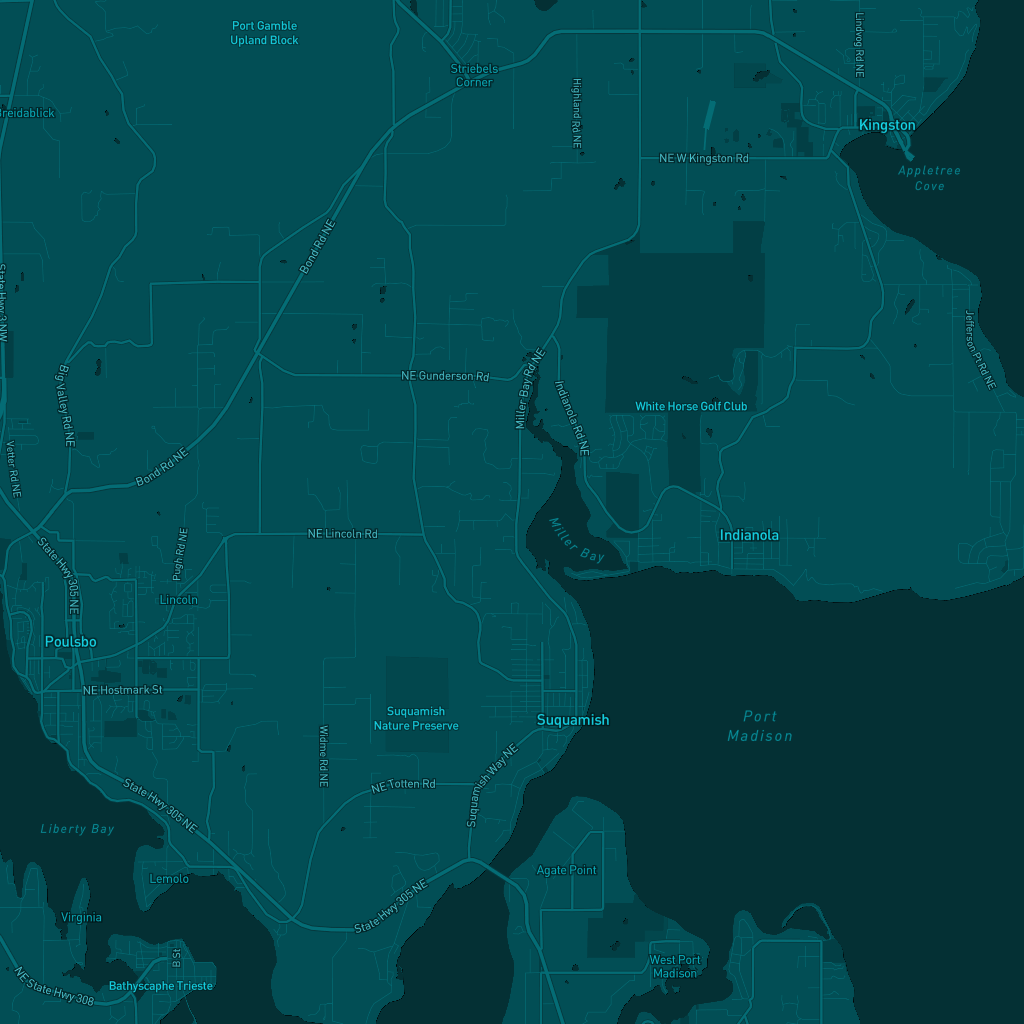 Port Gamble
Upland Block
Striebels
Corner
Lindvog Rd NE
Highland Rd NE
Breidablick
Kingston
NE W Kingston Rd
Appletree
Cove
Bond Rd NE
State Hwy 3 NW
Jefferson Pt Rd NE
NE Gunderson Rd
Miller Bay Rd NE
Big Valley Rd NE
Indianola Rd NE
White Horse Golf Club
Vetter Rd NE
Bond Rd NE
NE Lincoln Rd
Miller Bay
Indianola
Pugh Rd NE
State Hwy 305 NE
Lincoln
Poulsbo
NE Hostmark St
Suquamish
Nature Preserve
Suquamish
Port
Madison
Widme Rd NE
NE Totten Rd
Suquamish Way NE
State Hwy 305 NE
Liberty Bay
Lemolo
Agate Point
State Hwy 305 NE
Virginia
B St
West Port
Madison
NE State Hwy 308
Bathyscaphe Trieste